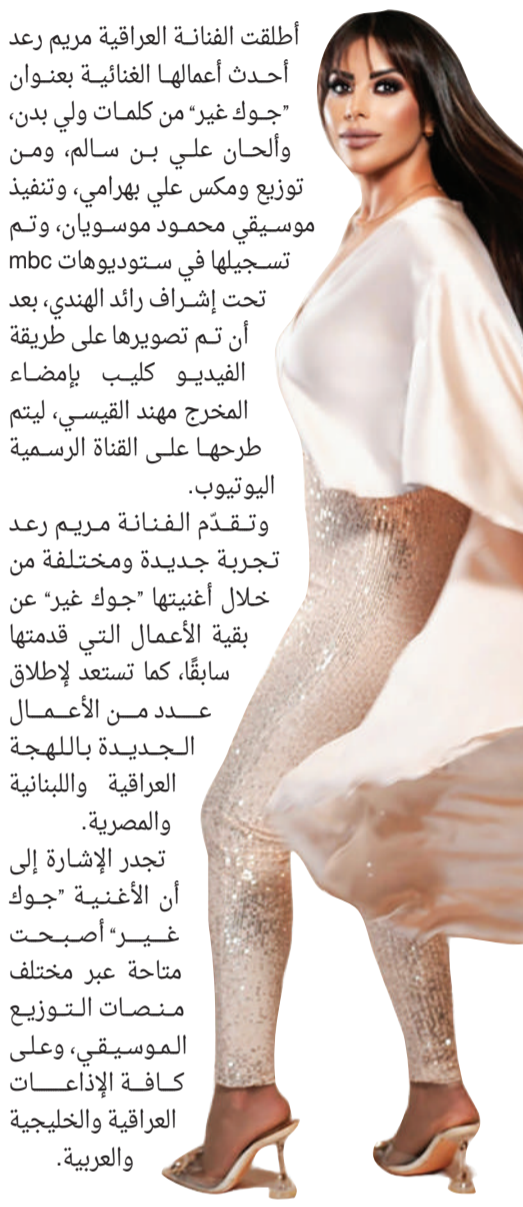 أطلقت الفنانة العراقية مريم رعد
أحدث أعمالها الغنائية بعنوان
”جوك غير“ من كلمات ولي بدن،
وألحان علي بن سالم، ومن
توزيع ومكس علي بهرامي، وتنفيذ
موسيقي محمود موسويان، وتم
تسجيلها في ستوديوهات mbc
تحت إشراف رائد الهندي، بعد
أن تم تصويرها على طريقة
الفيديو كليب بإمضاء
المخرج مهند القيسي، ليتم
طرحها على القناة الرسمية
اليوتيوب.
وتقدّم الفنانة مريم رعد
تجربة جديدة ومختلفة من
خلال أغنيتها ”جوك غير“ عن
بقية الأعمال التي قدمتها
سابقًا، كما تستعد لإطلاق
عدد من الأعمال
الجديدة باللهجة
العراقية واللبنانية
والمصرية.
تجدر الإشارة إلى
أن الأغنية ”جوك
غير“ أصبحت
متاحة عبر مختلف
منصات التوزيع
الموسيقي، وعلى
كافة الإذاعات
العراقية والخليجية
والعربية.